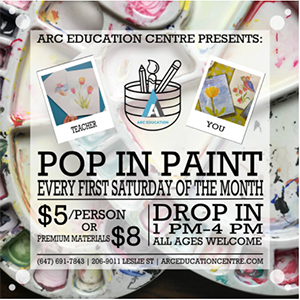 ARC EDUCATION CENTRE PRESENTS:
TEACHER
ARC EDUCATION
YOU
POP IN PAINT
EVERY FIRST SATURDAY OF THE MONTH
$5/PERSON
OR
PREMIUM MATERIALS $8
DROP IN
1 PM-4 PM
ALL AGES WELCOME
(647) 691-7843 | 206-9011 LESLIE ST | ARCEDUCATIONCENTRE.COM